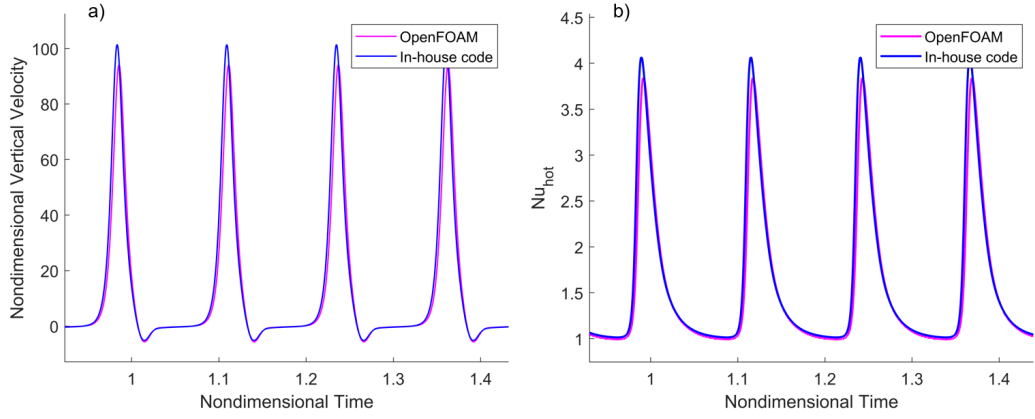 a)
OpenFOAM
In-house code
100
80
60
40
20
0
Nondimensional Vertical Velocity
1
1.1
1.2
1.3
1.4
Nondimensional Time
b)
OpenFOAM
In-house code
4.5
4
3.5
3
2.5
2
1.5
1
Nu_hot
1
1.1
1.2
1.3
1.4
Nondimensional Time